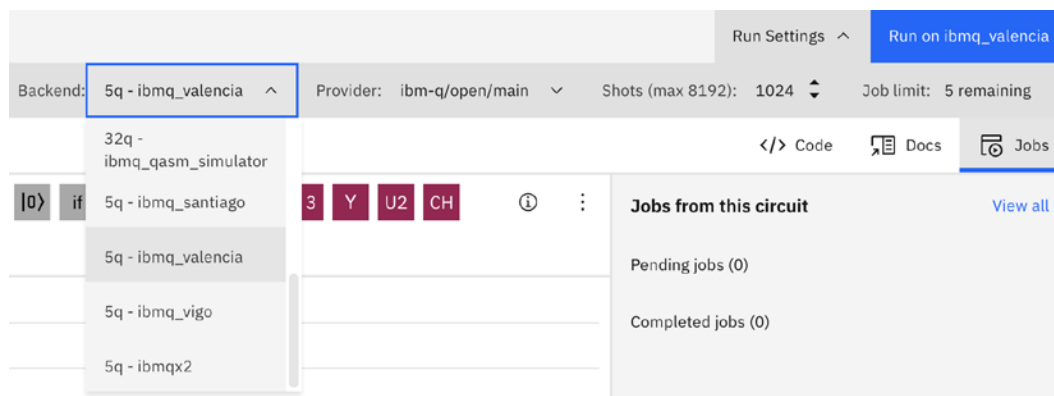 Run Settings
Run on ibmq_valencia
Backend: 5q - ibmq_valencia Provider: ibm-q/open/main Shots (max 8192): 1024 Job limit: 5 remaining
32q -
ibmq_qasm_simulator
</> Code Docs Jobs
|0⟩ if 5q - ibmq_santiago 3 Y U2 CH
Jobs from this circuit View all
5q - ibmq_valencia
Pending jobs (0)
5q - ibmq_vigo
Completed jobs (0)
5q - ibmqx2